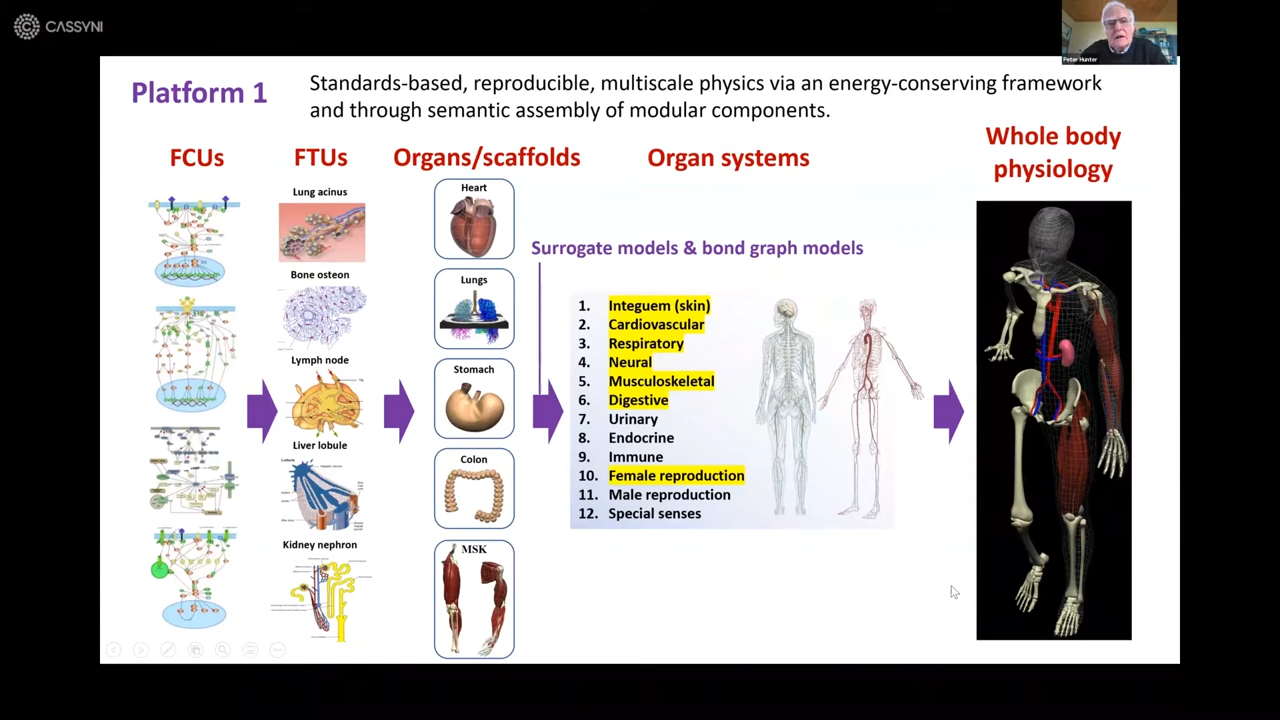 CASSYNI
Peter Hunter
Platform 1
Standards-based, reproducible, multiscale physics via an energy-conserving framework
and through semantic assembly of modular components.
FCUs
FTUs
Organs/scaffolds
Organ systems
Whole body
physiology
Lung acinus
Bone osteon
Lymph node
Liver lobule
Kidney nephron
Heart
Lungs
Stomach
Colon
MSK
Surrogate models & bond graph models
1. Integuem (skin)
2. Cardiovascular
3. Respiratory
4. Neural
5. Musculoskeletal
6. Digestive
7. Urinary
8. Endocrine
9. Immune
10. Female reproduction
11. Male reproduction
12. Special senses